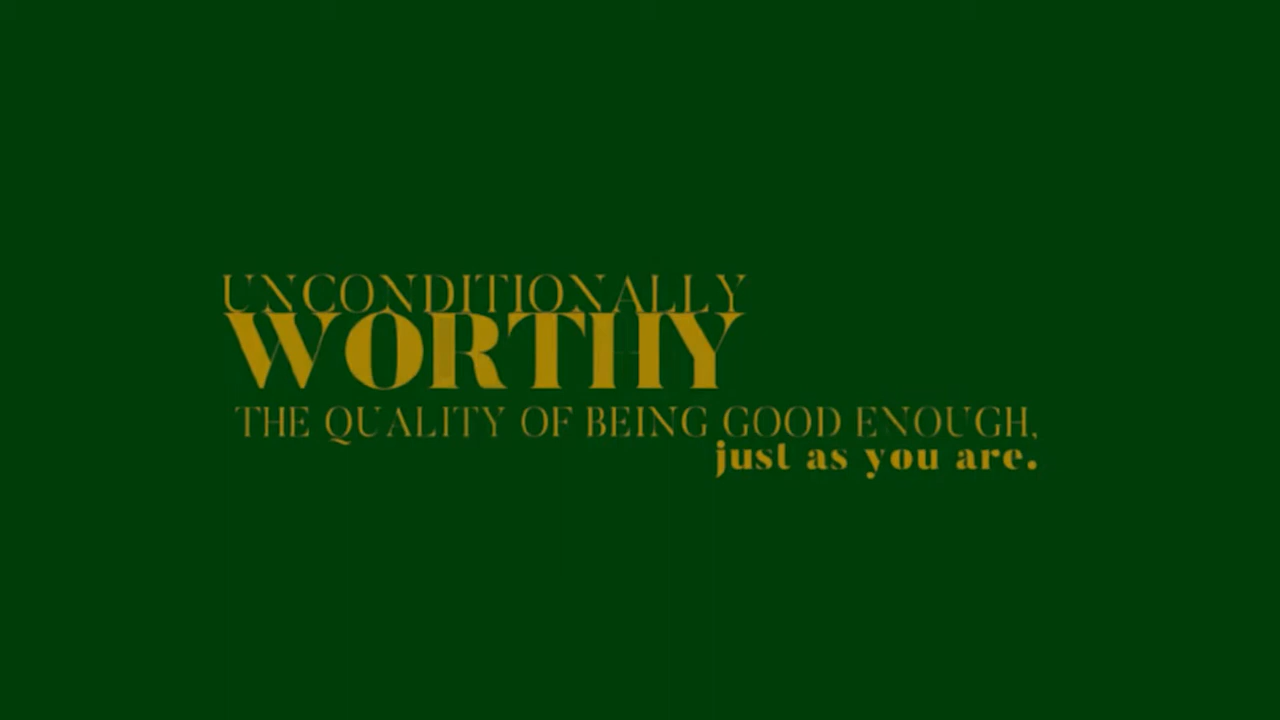 UNCONDITIONALLY
WORTHY
THE QUALITY OF BEING GOOD ENOUGH,
just as you are.